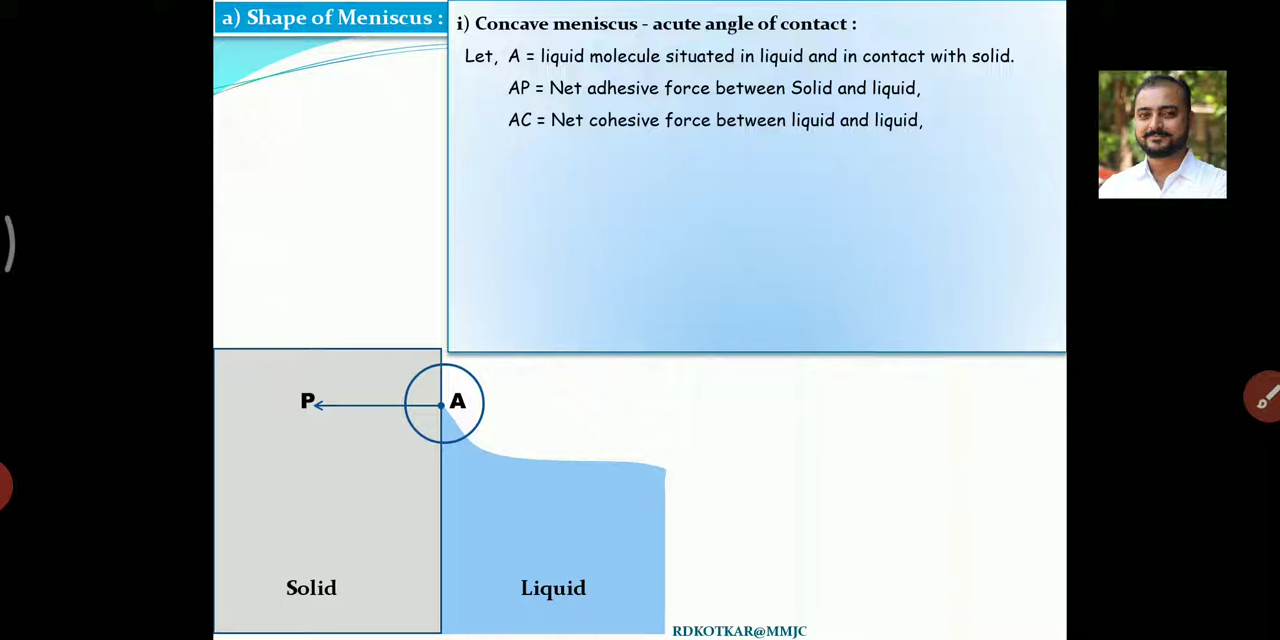 a) Shape of Meniscus :
i) Concave meniscus - acute angle of contact :
Let, A = liquid molecule situated in liquid and in contact with solid.
AP = Net adhesive force between Solid and liquid,
AC = Net cohesive force between liquid and liquid,
P
A
Solid
Liquid
RDKOTKAR@MMJC